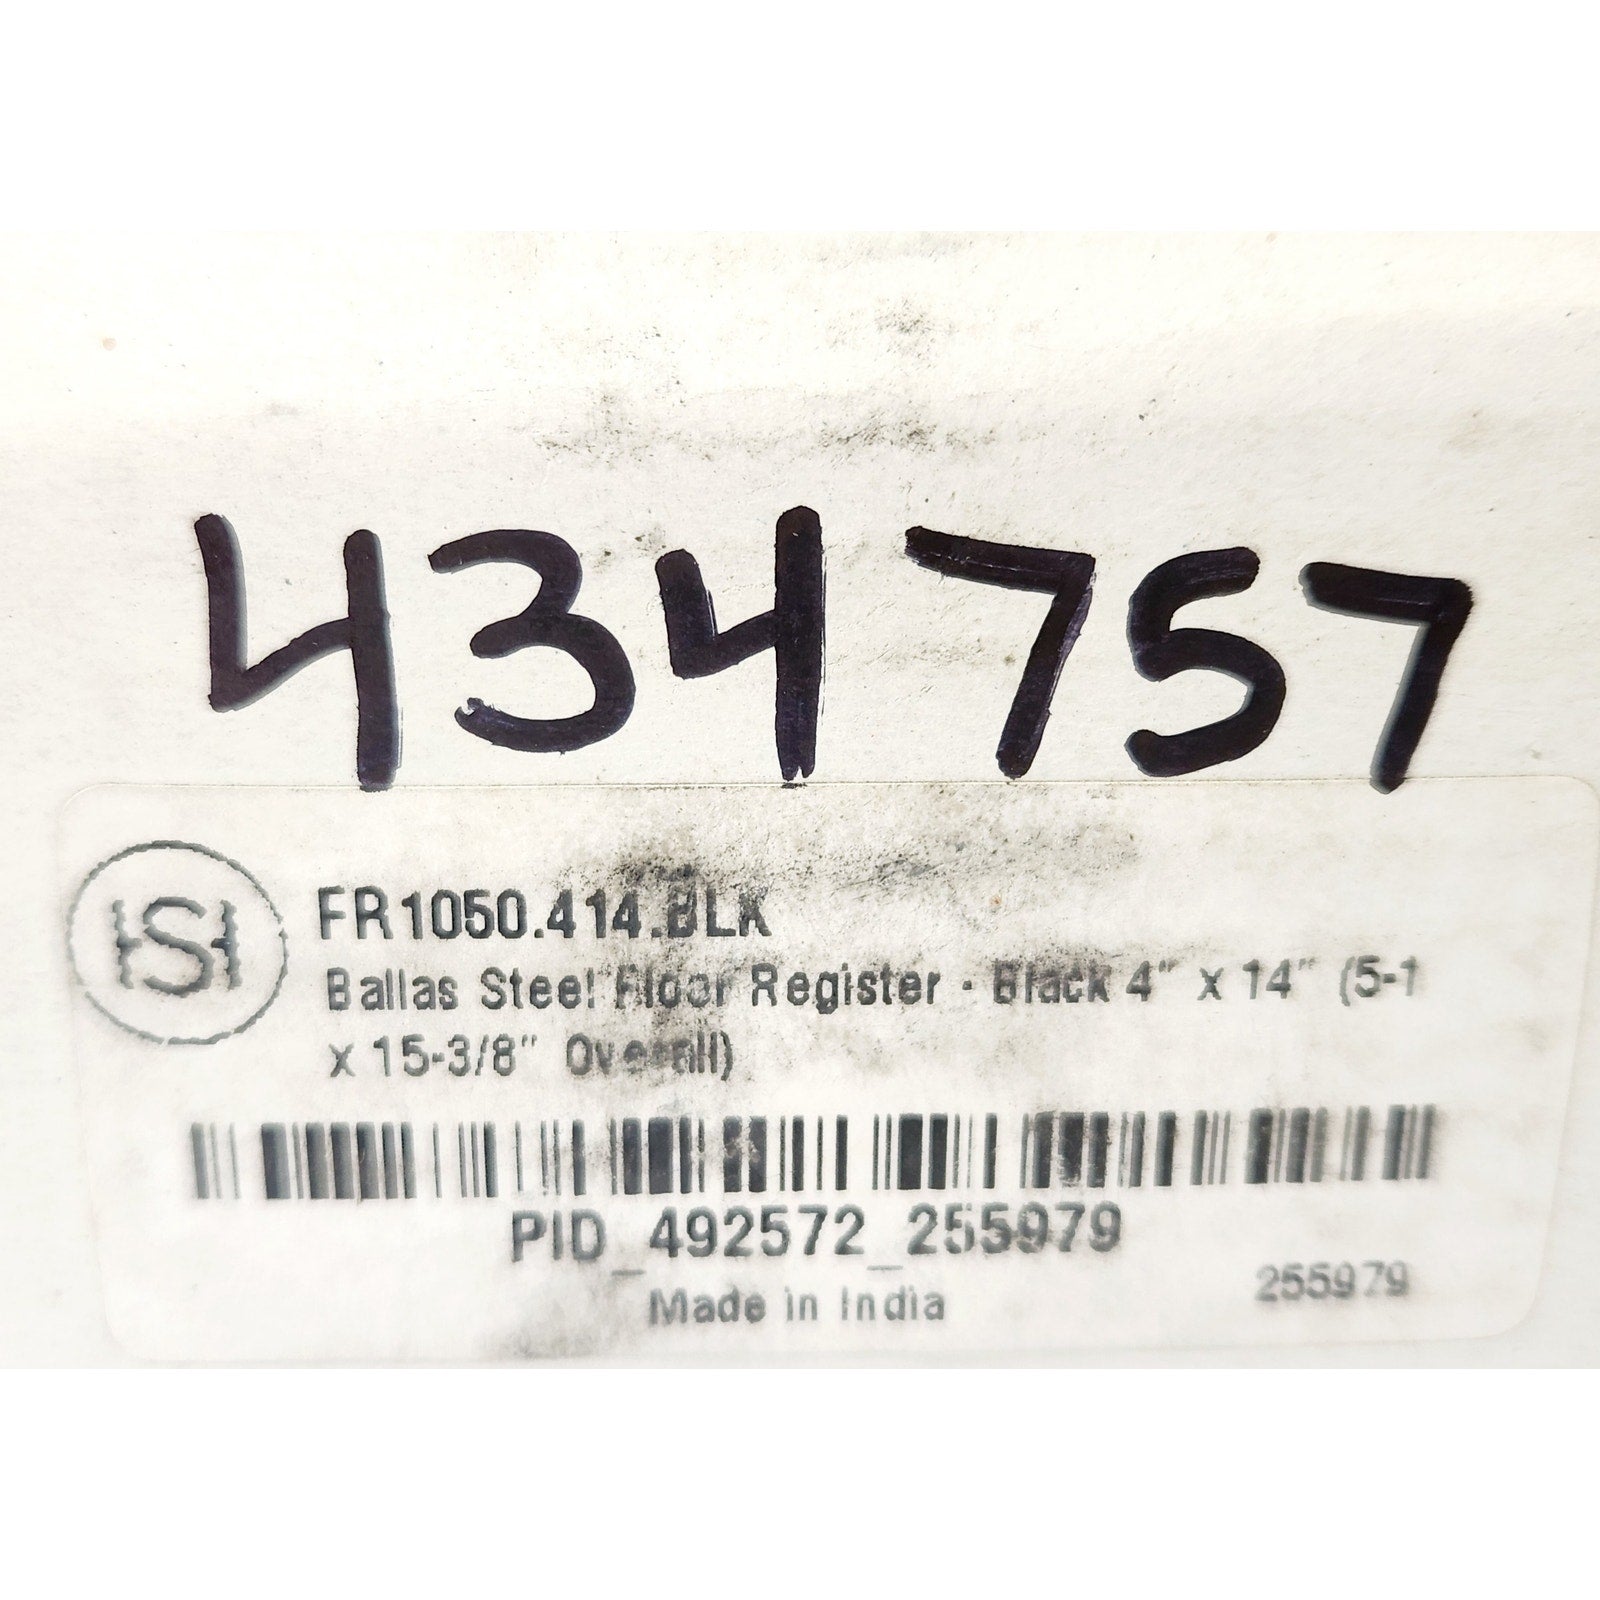 434757
HSH
FR1050.414.BLK
Ballas Steel Floor Register - Black 4" x 14" (5-1
x 15-3/8" Overall)
PID_492572_255979
Made in India
255979